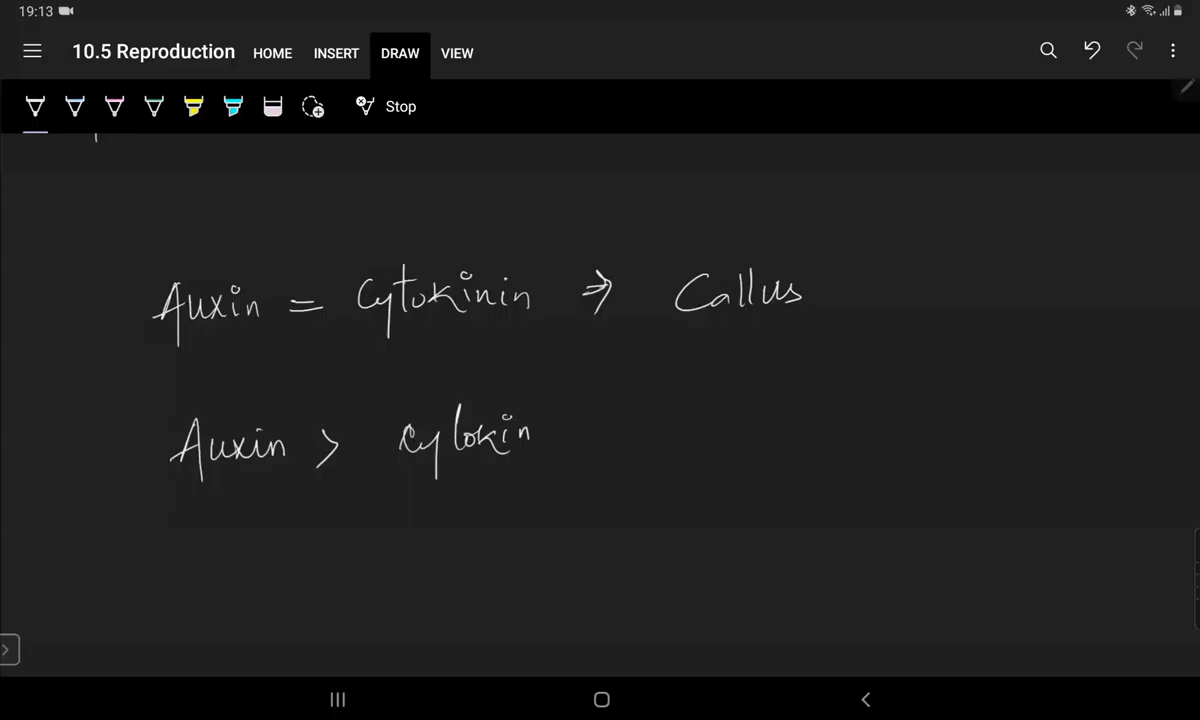 19:13
10.5 Reproduction HOME INSERT DRAW VIEW
Stop
Auxin = Cytokinin ⇒ Callus
Auxin > Cytokin